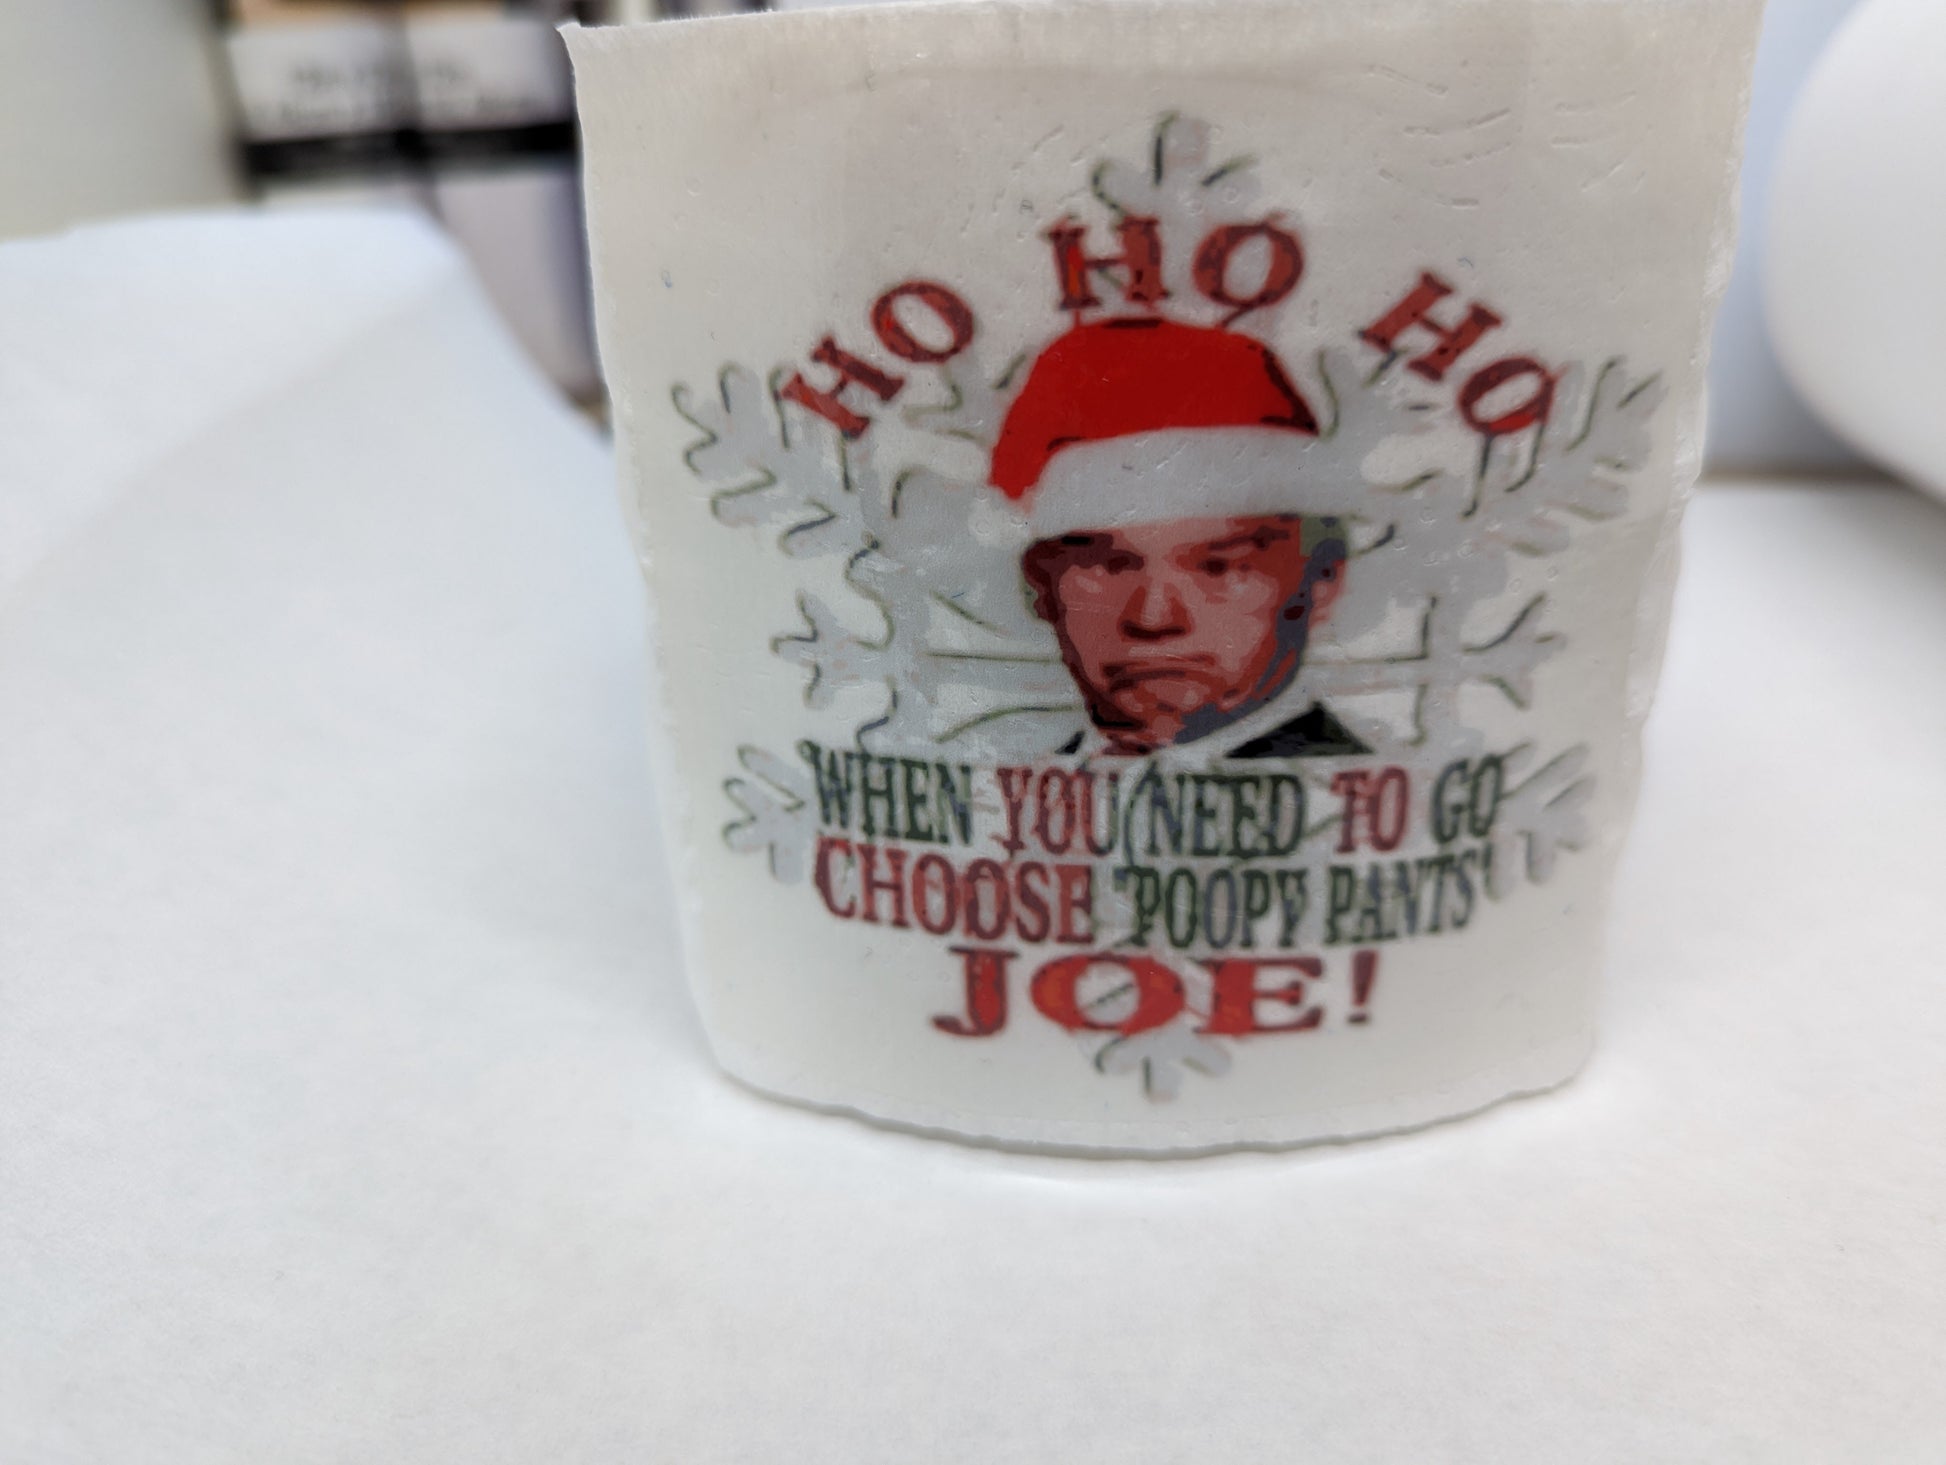 HO HO HO
WHEN YOU NEED TO GO
CHOOSE "POOPY PANTS"
JOE!